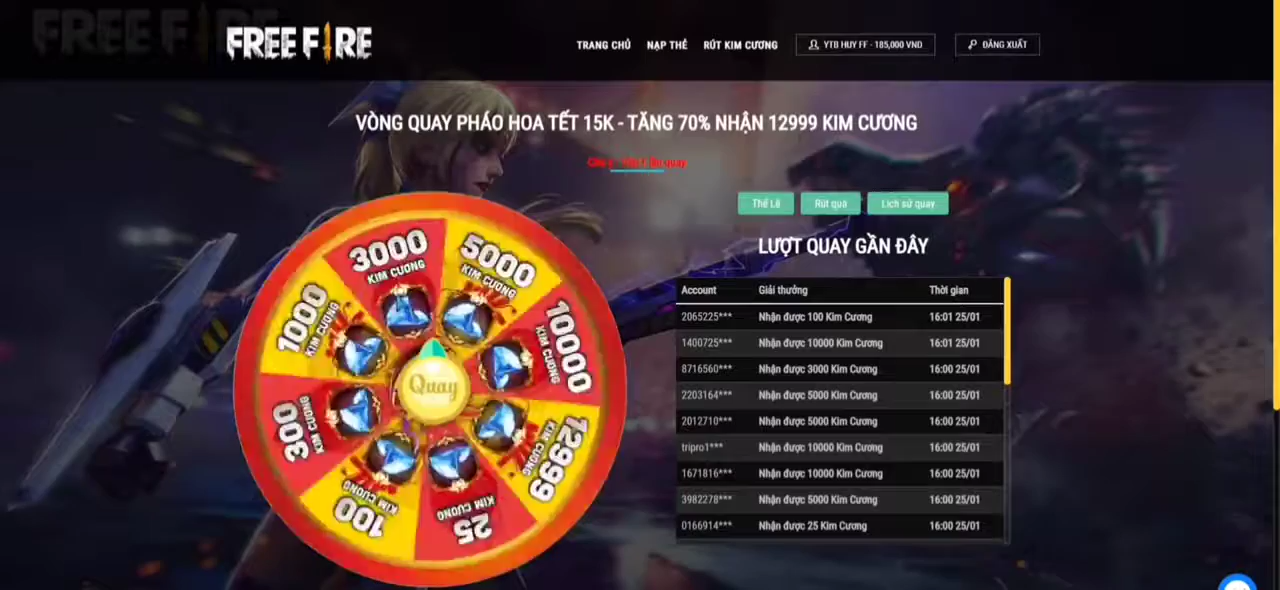 FREE FIRE
TRANG CHỦ NẠP THẺ RÚT KIM CƯƠNG YTB HUY FF - 185,000 VND ĐĂNG XUẤT
VÒNG QUAY PHÁO HOA TẾT 15K - TĂNG 70% NHẬN 12999 KIM CƯƠNG
quay
Thể Lệ Rút quà Lịch sử quay
LƯỢT QUAY GẦN ĐÂY
Account Giải thưởng Thời gian
2065225*** Nhận được 100 Kim Cương 16:01 25/01
1400725*** Nhận được 10000 Kim Cương 16:01 25/01
8716560*** Nhận được 3000 Kim Cương 16:00 25/01
2203164*** Nhận được 5000 Kim Cương 16:00 25/01
2012710*** Nhận được 5000 Kim Cương 16:00 25/01
tripro1*** Nhận được 10000 Kim Cương 16:00 25/01
1671816*** Nhận được 10000 Kim Cương 16:00 25/01
3982278*** Nhận được 5000 Kim Cương 16:00 25/01
0166914*** Nhận được 25 Kim Cương 16:00 25/01
3000
KIM CƯƠNG
5000
KIM CƯƠNG
10000
KIM CƯƠNG
12999
KIM CƯƠNG
25
KIM CƯƠNG
100
KIM CƯƠNG
300
KIM CƯƠNG
1000
KIM CƯƠNG
Quay